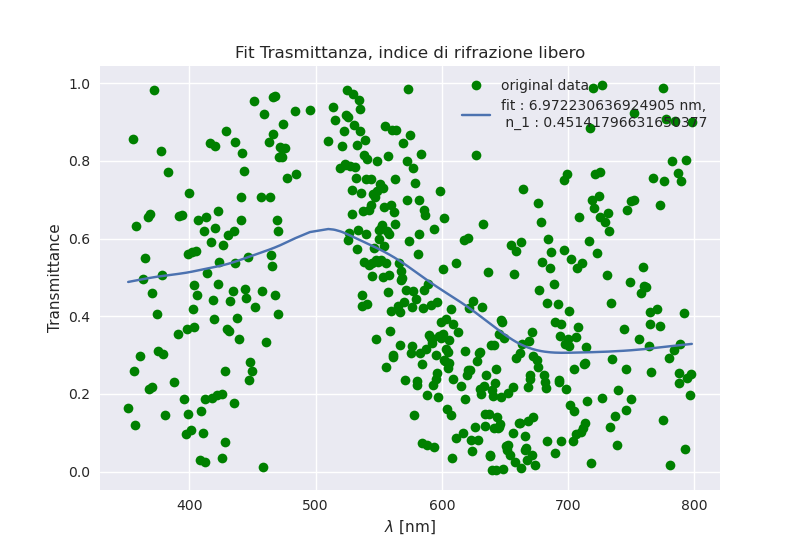 Fit Trasmittanza, indice di rifrazione libero
original data
fit : 6.972230636924905 nm,
n_1 : 0.45141796631630377
Transmittance
1.0
0.8
0.6
0.4
0.2
0.0
400 500 600 700 800
λ [nm]